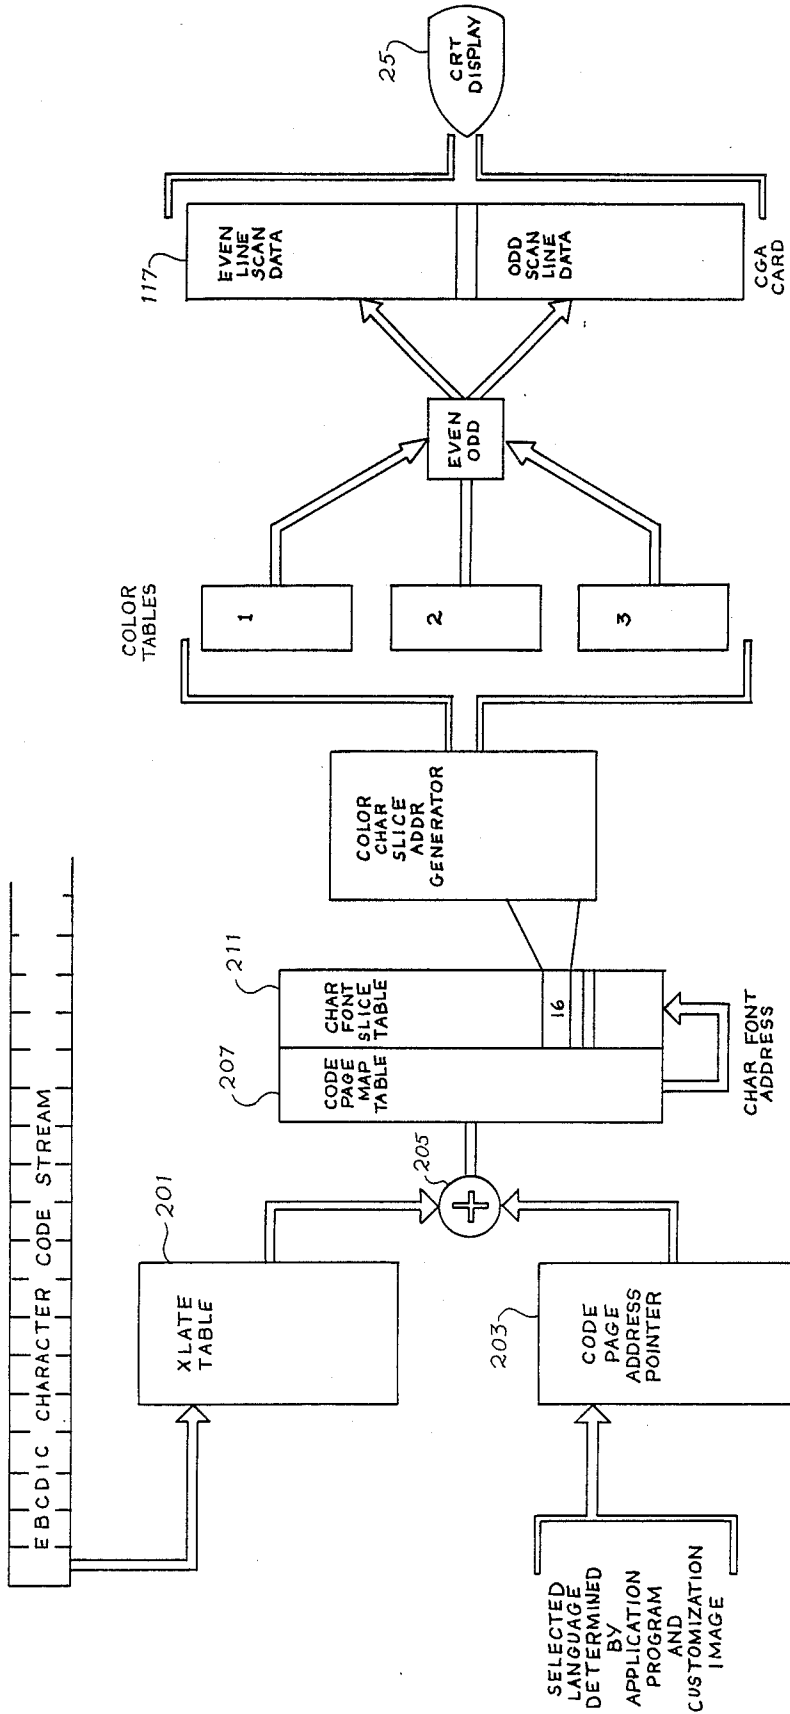 EBCDIC CHARACTER CODE STREAM
201
XLATE
TABLE
SELECTED
LANGUAGE
DETERMINED
BY
APPLICATION
PROGRAM
AND
CUSTOMIZATION
IMAGE
203
CODE
PAGE
ADDRESS
POINTER
205
+
207
CODE
PAGE
MAP
TABLE
211
CHAR
FONT
SLICE
TABLE
16
CHAR FONT
ADDRESS
COLOR
CHAR
SLICE
ADDR
GENERATOR
COLOR
TABLES
1
2
3
EVEN
ODD
117
EVEN
LINE
SCAN
DATA
ODD
SCAN
LINE
DATA
CGA
CARD
25
CRT
DISPLAY